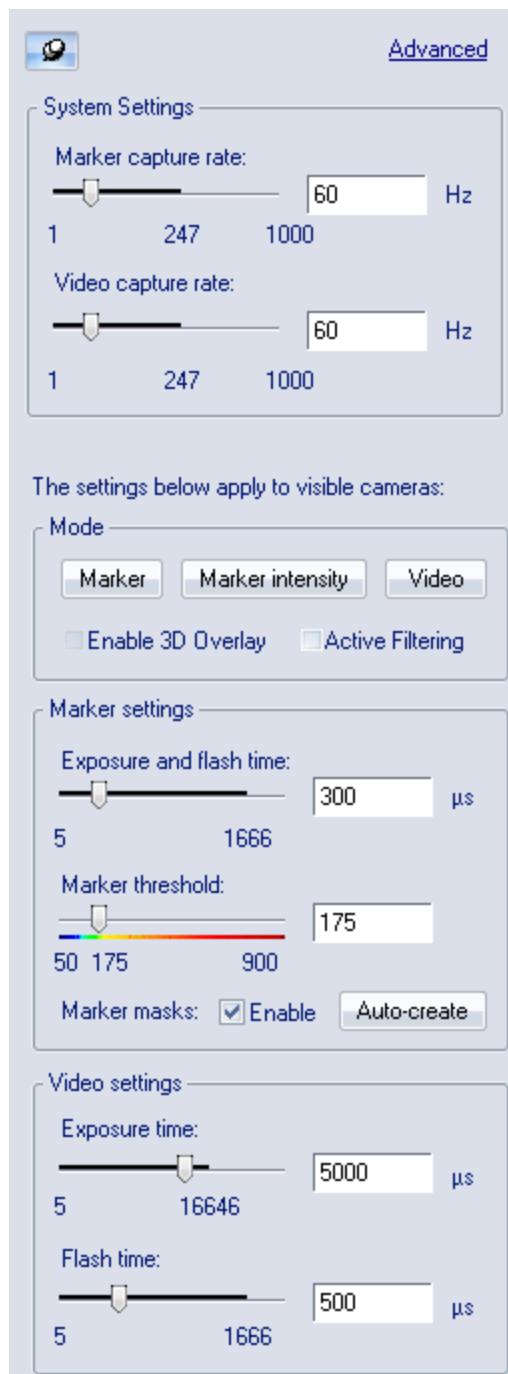 Advanced
System Settings
Marker capture rate:
60 Hz
1 247 1000
Video capture rate:
60 Hz
1 247 1000
The settings below apply to visible cameras:
Mode
Marker Marker intensity Video
Enable 3D Overlay Active Filtering
Marker settings
Exposure and flash time:
300 µs
5 1666
Marker threshold:
175
50 175 900
Marker masks: Enable Auto-create
Video settings
Exposure time:
5000 µs
5 16646
Flash time:
500 µs
5 1666